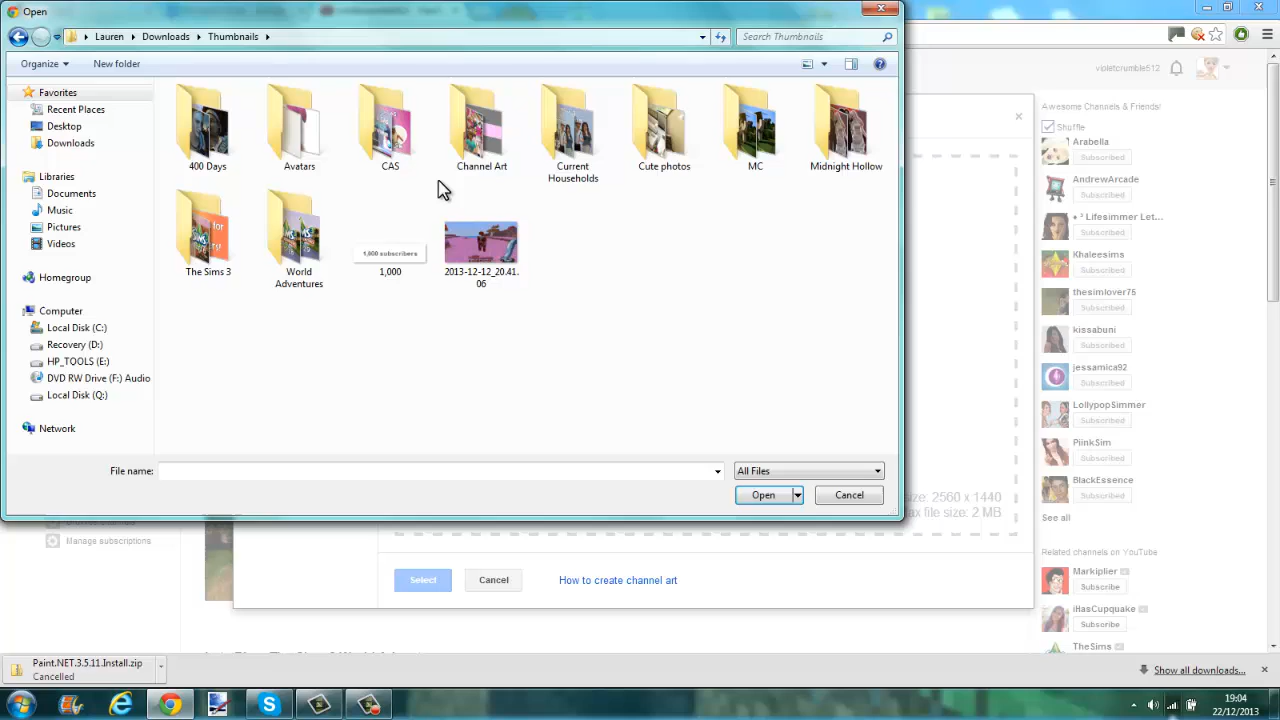 Open
Lauren
Downloads
Thumbnails
Search Thumbnails
Organize
New folder
violetcrumble512
Favorites
Recent Places
Desktop
Downloads
Libraries
Documents
Music
Pictures
Videos
Homegroup
Computer
Local Disk (C:)
Recovery (D:)
HP_TOOLS (E:)
DVD RW Drive (F:) Audio
Local Disk (Q:)
Network
400 Days
Avatars
CAS
Channel Art
Current
Households
Cute photos
MC
Midnight Hollow
The Sims 3
World
Adventures
1,000 subscribers
1,000
2013-12-12_20.41.
06
File name:
All Files
Open
Cancel
size: 2560 x 1440
file size: 2 MB
Manage subscriptions
Select
Cancel
How to create channel art
Awesome Channels & Friends!
Shuffle
Arabella
Subscribed
AndrewArcade
Subscribed
Lifesimmer Let...
Subscribed
Khaleesims
Subscribed
thesimlover75
Subscribed
kissabuni
Subscribed
jessamica92
Subscribed
LollypopSimmer
Subscribed
PiinkSim
Subscribed
BlackEssence
Subscribed
See all
Related channels on YouTube
Markiplier
Subscribe
iHasCupquake
Subscribe
TheSims
Paint.NET.3.5.11.Install.zip
Cancelled
Show all downloads...
19:04
22/12/2013